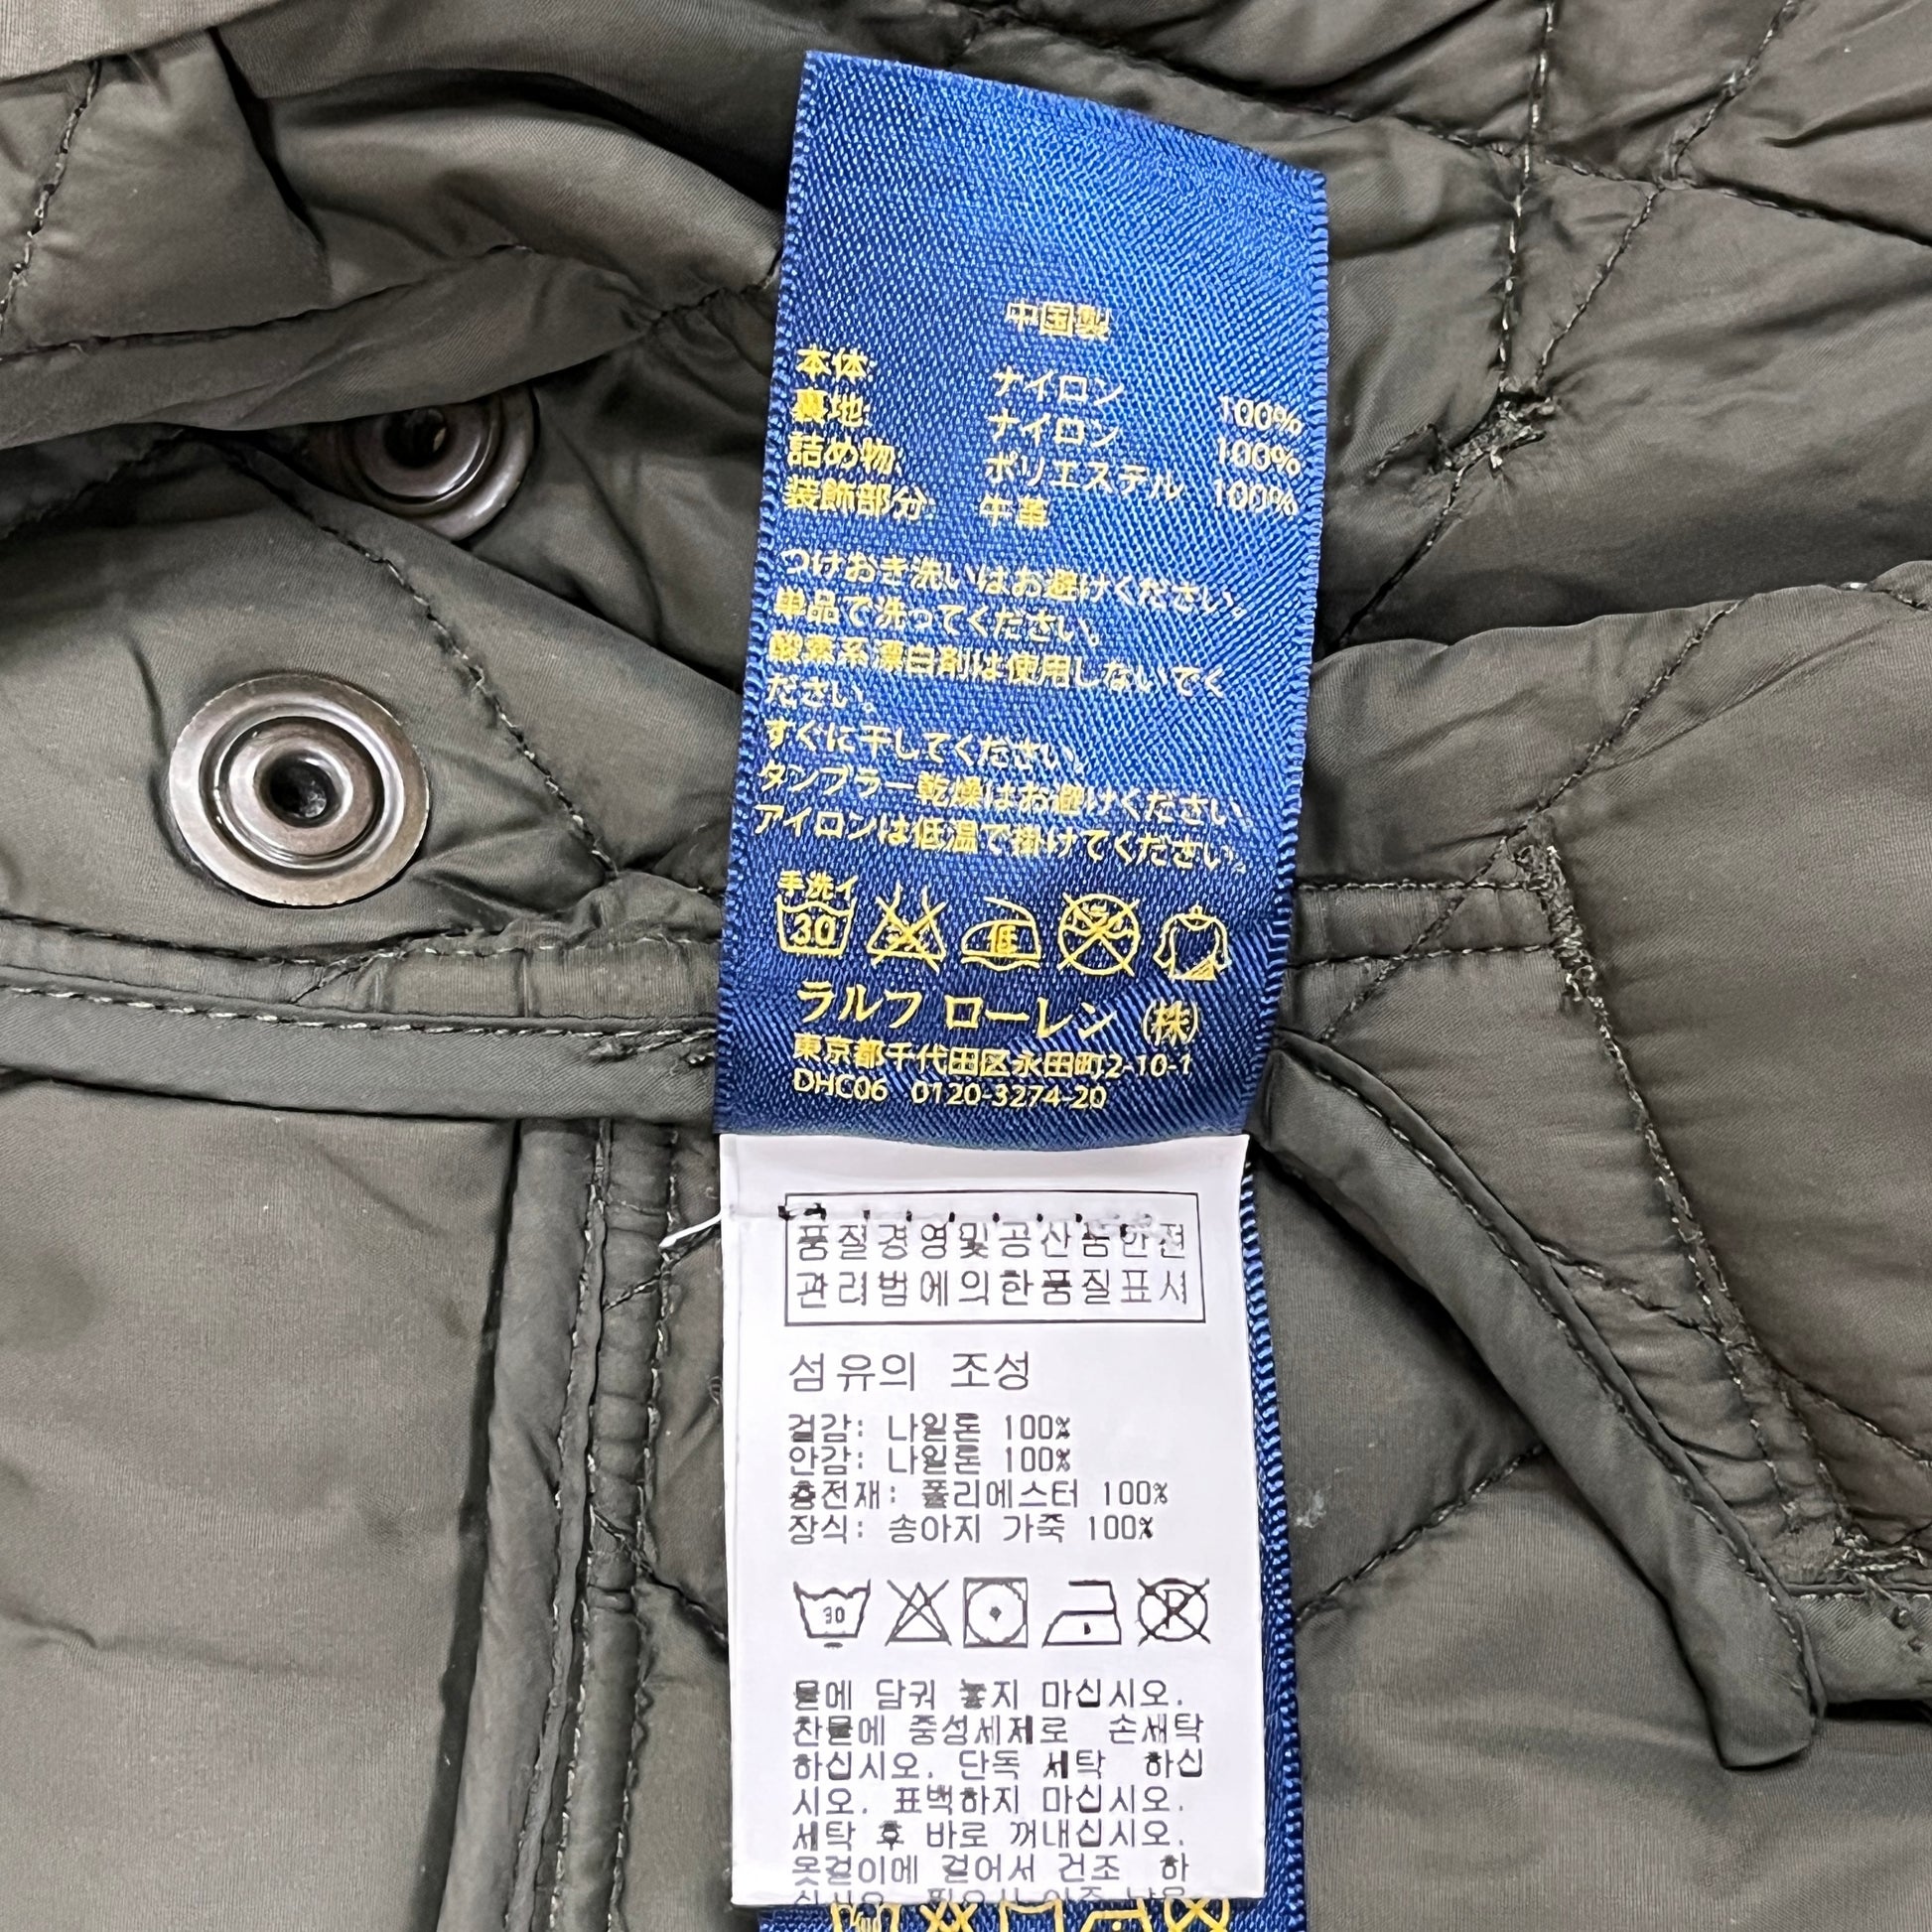 中国製
本体: ナイロン 100%
裏地: ナイロン 100%
詰め物: ポリエステル 100%
装飾部分: 牛革
つけおき洗いはお避けください。
単品で洗ってください。
酸素系漂白剤は使用しないでく
ださい。
すぐに干してください。
タンブラー乾燥はお避けください。
アイロンは低温で掛けてください。
手洗イ
30 低
ラルフ ローレン (株)
東京都千代田区永田町2-10-1
DHC06 0120-3274-20
품질경영및공산품안전
관리법에의한품질표시
섬유의 조성
겉감: 나일론 100%
안감: 나일론 100%
충전재: 폴리에스터 100%
장식: 송아지 가죽 100%
30 P
물에 담궈 놓지 마십시오.
찬물에 중성세제로 손세탁
하십시오. 단독 세탁 하십
시오. 표백하지 마십시오.
세탁 후 바로 꺼내십시오.
옷걸이에 걸어서 건조 하